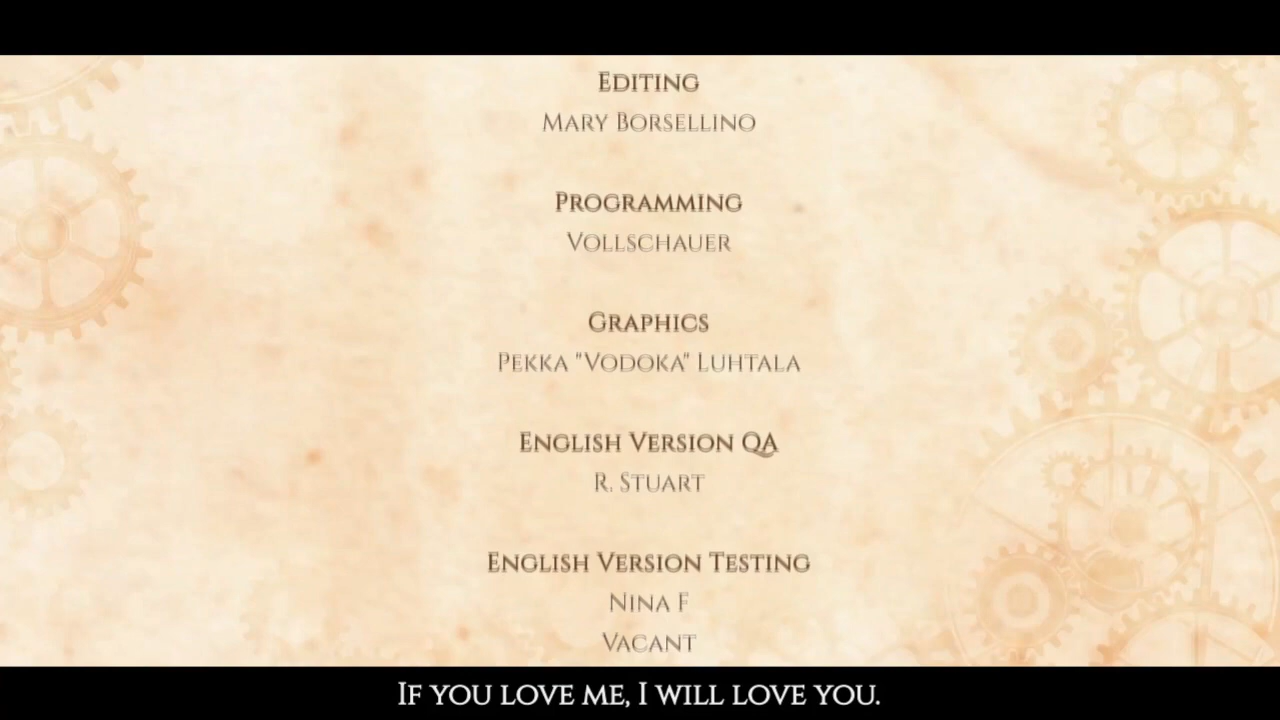 Editing
Mary Borsellino
Programming
Vollschauer
Graphics
Pekka "Vodoka" Luhtala
English Version QA
R. Stuart
English Version Testing
Nina F
Vacant
If you love me, I will love you.